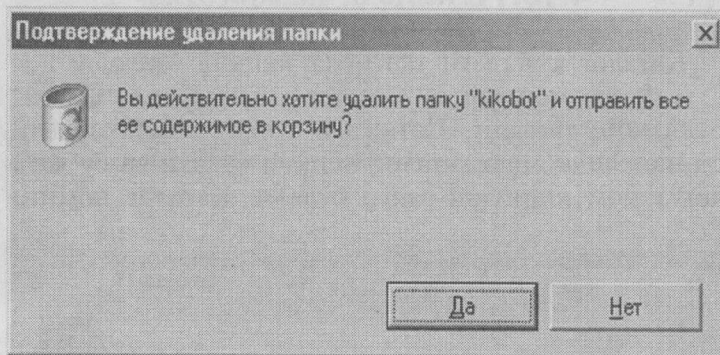 Подтверждение удаления папки
Вы действительно хотите удалить папку "kikobot" и отправить все
ее содержимое в корзину?
Да
Нет